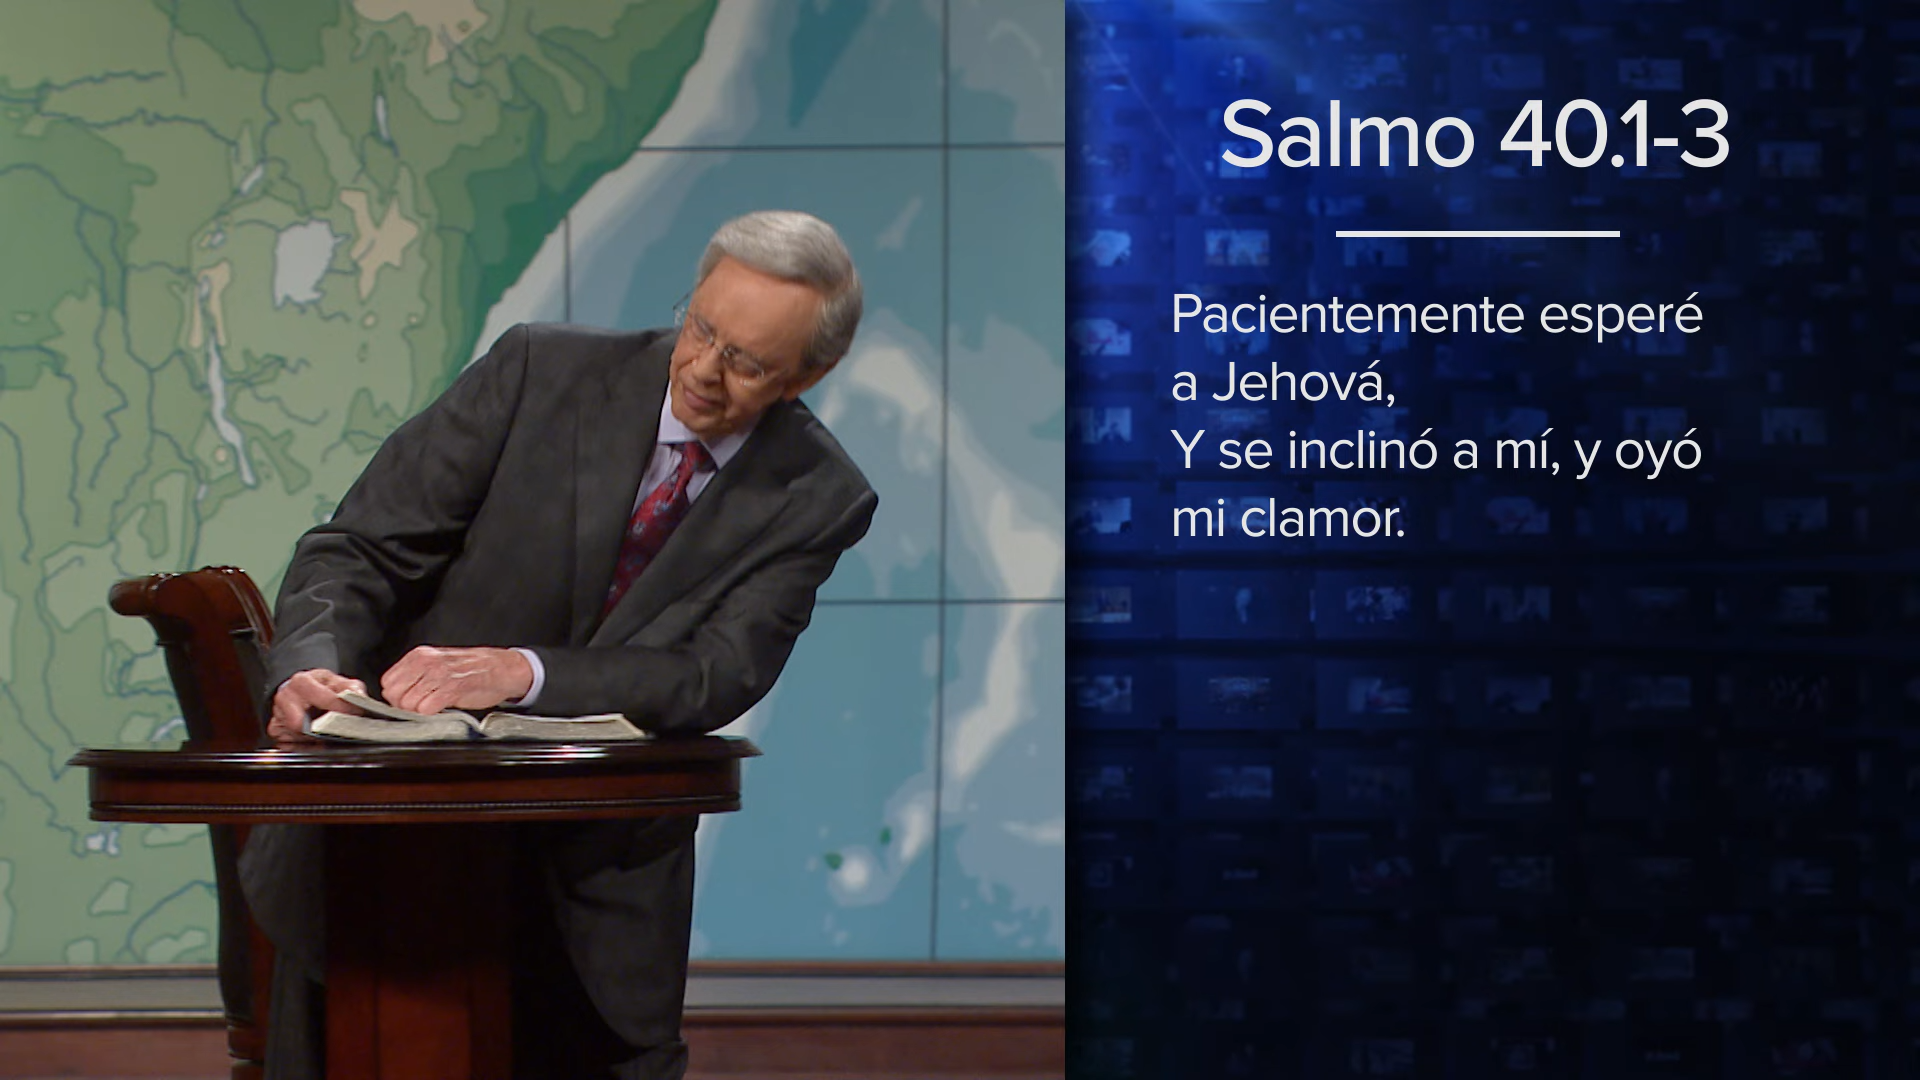 Salmo 40.1-3
Pacientemente esperé
a Jehová,
Y se inclinó a mí, y oyó
mi clamor.